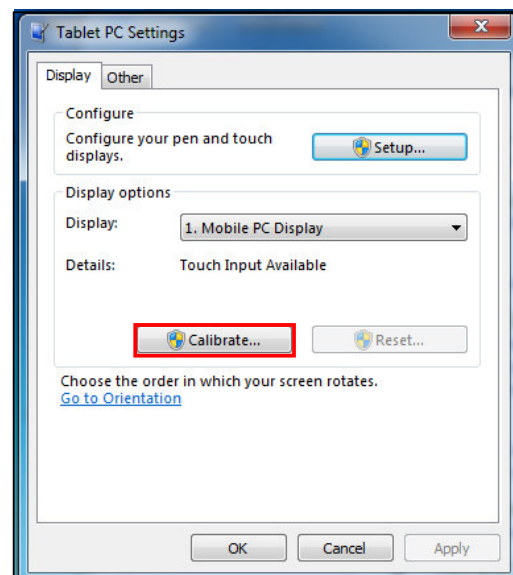 Tablet PC Settings
Display Other
Configure
Configure your pen and touch
displays.
Setup...
Display options
Display: 1. Mobile PC Display
Details: Touch Input Available
Calibrate... Reset...
Choose the order in which your screen rotates.
Go to Orientation
OK Cancel Apply